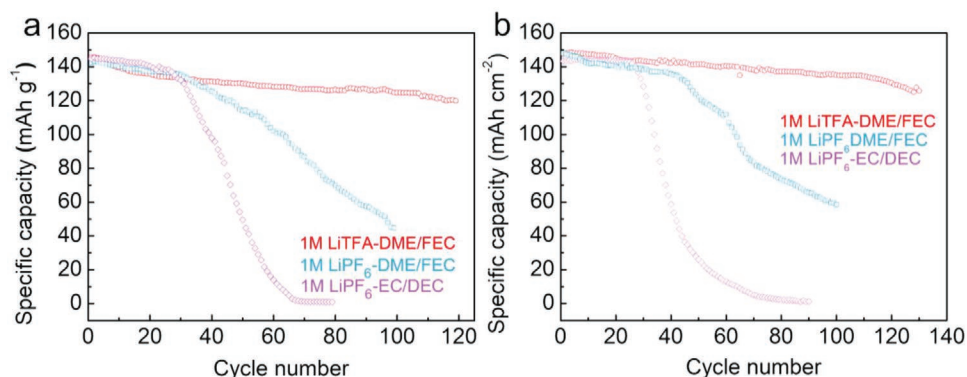 a
Specific capacity (mAh g⁻¹)
160
140
120
100
80
60
40
20
0
1M LiTFA-DME/FEC
1M LiPF₆-DME/FEC
1M LiPF₆-EC/DEC
0 20 40 60 80 100 120
Cycle number
b
Specific capacity (mAh cm⁻²)
160
140
120
100
80
60
40
20
0
1M LiTFA-DME/FEC
1M LiPF₆DME/FEC
1M LiPF₆-EC/DEC
0 20 40 60 80 100 120 140
Cycle number